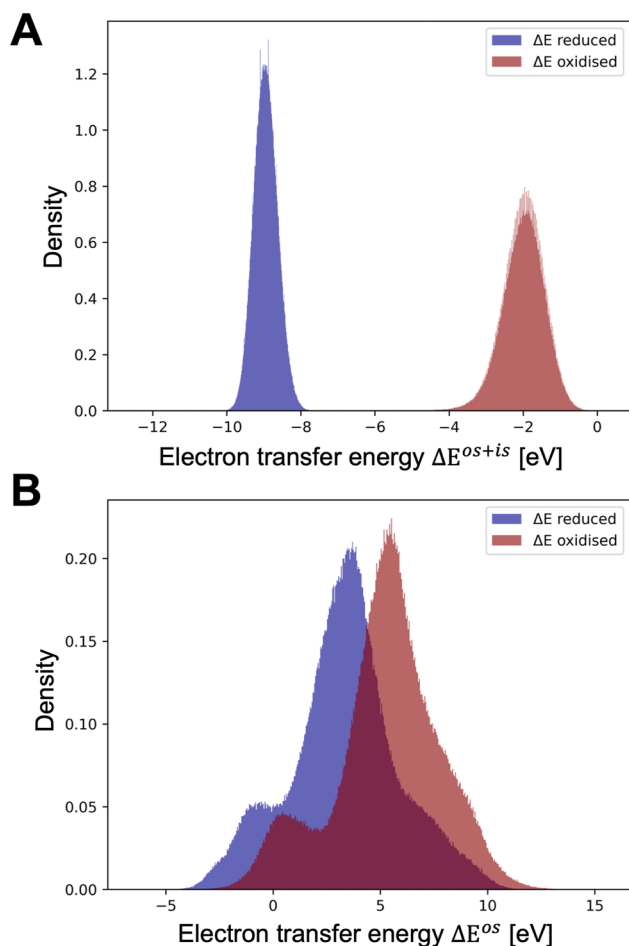 A
ΔE reduced
ΔE oxidised
1.2
1.0
0.8
0.6
0.4
0.2
0.0
Density
−12 −10 −8 −6 −4 −2 0
Electron transfer energy ΔE^{os+is} [eV]
B
ΔE reduced
ΔE oxidised
0.20
0.15
0.10
0.05
0.00
Density
−5 0 5 10 15
Electron transfer energy ΔE^{os} [eV]